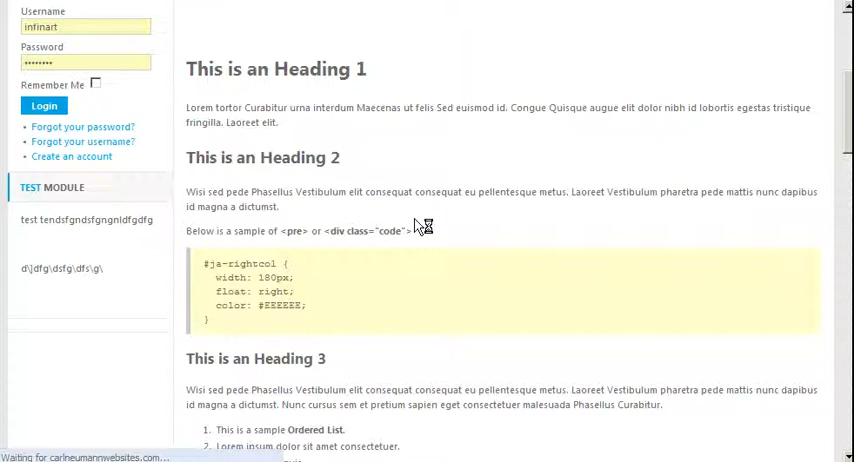 Username
infinart
Password
••••••••
Remember Me
Login
Forgot your password?
Forgot your username?
Create an account
TEST MODULE
test tendsfgndsfgngnldfgdfg
d\]dfg\dsfg\dfs\g\
This is an Heading 1
Lorem tortor Curabitur urna interdum Maecenas ut felis Sed euismod id. Congue Quisque augue elit dolor nibh id lobortis egestas tristique
fringilla. Laoreet elit.
This is an Heading 2
Wisi sed pede Phasellus Vestibulum elit consequat consequat eu pellentesque metus. Laoreet Vestibulum pharetra pede mattis nunc dapibus
id magna a dictumst.
Below is a sample of <pre> or <div class="code">
#ja-rightcol {
width: 180px;
float: right;
color: #EEEEEE;
}
This is an Heading 3
Wisi sed pede Phasellus Vestibulum elit consequat consequat eu pellentesque metus. Laoreet Vestibulum pharetra pede mattis nunc dapibus
id magna a dictumst. Nunc cursus sem et pretium sapien eget consectetuer malesuada Phasellus Curabitur.
1. This is a sample Ordered List.
2. Lorem ipsum dolor sit amet consectetuer.
Waiting for carlneumannwebsites.com...